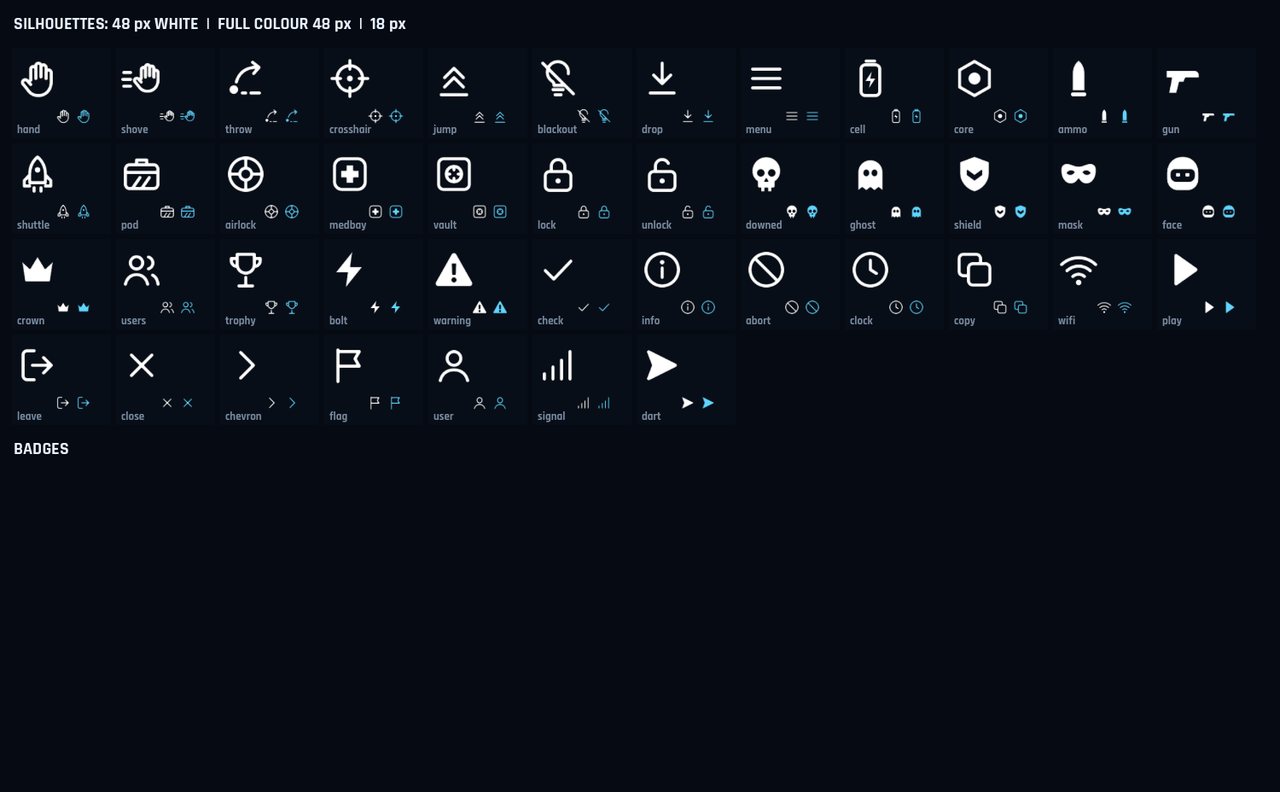 SILHOUETTES: 48 px WHITE | FULL COLOUR 48 px | 18 px
hand shove throw crosshair jump blackout drop menu cell core ammo gun
shuttle pod airlock medbay vault lock unlock downed ghost shield mask face
crown users trophy bolt warning check info abort clock copy wifi play
leave close chevron flag user signal dart
BADGES